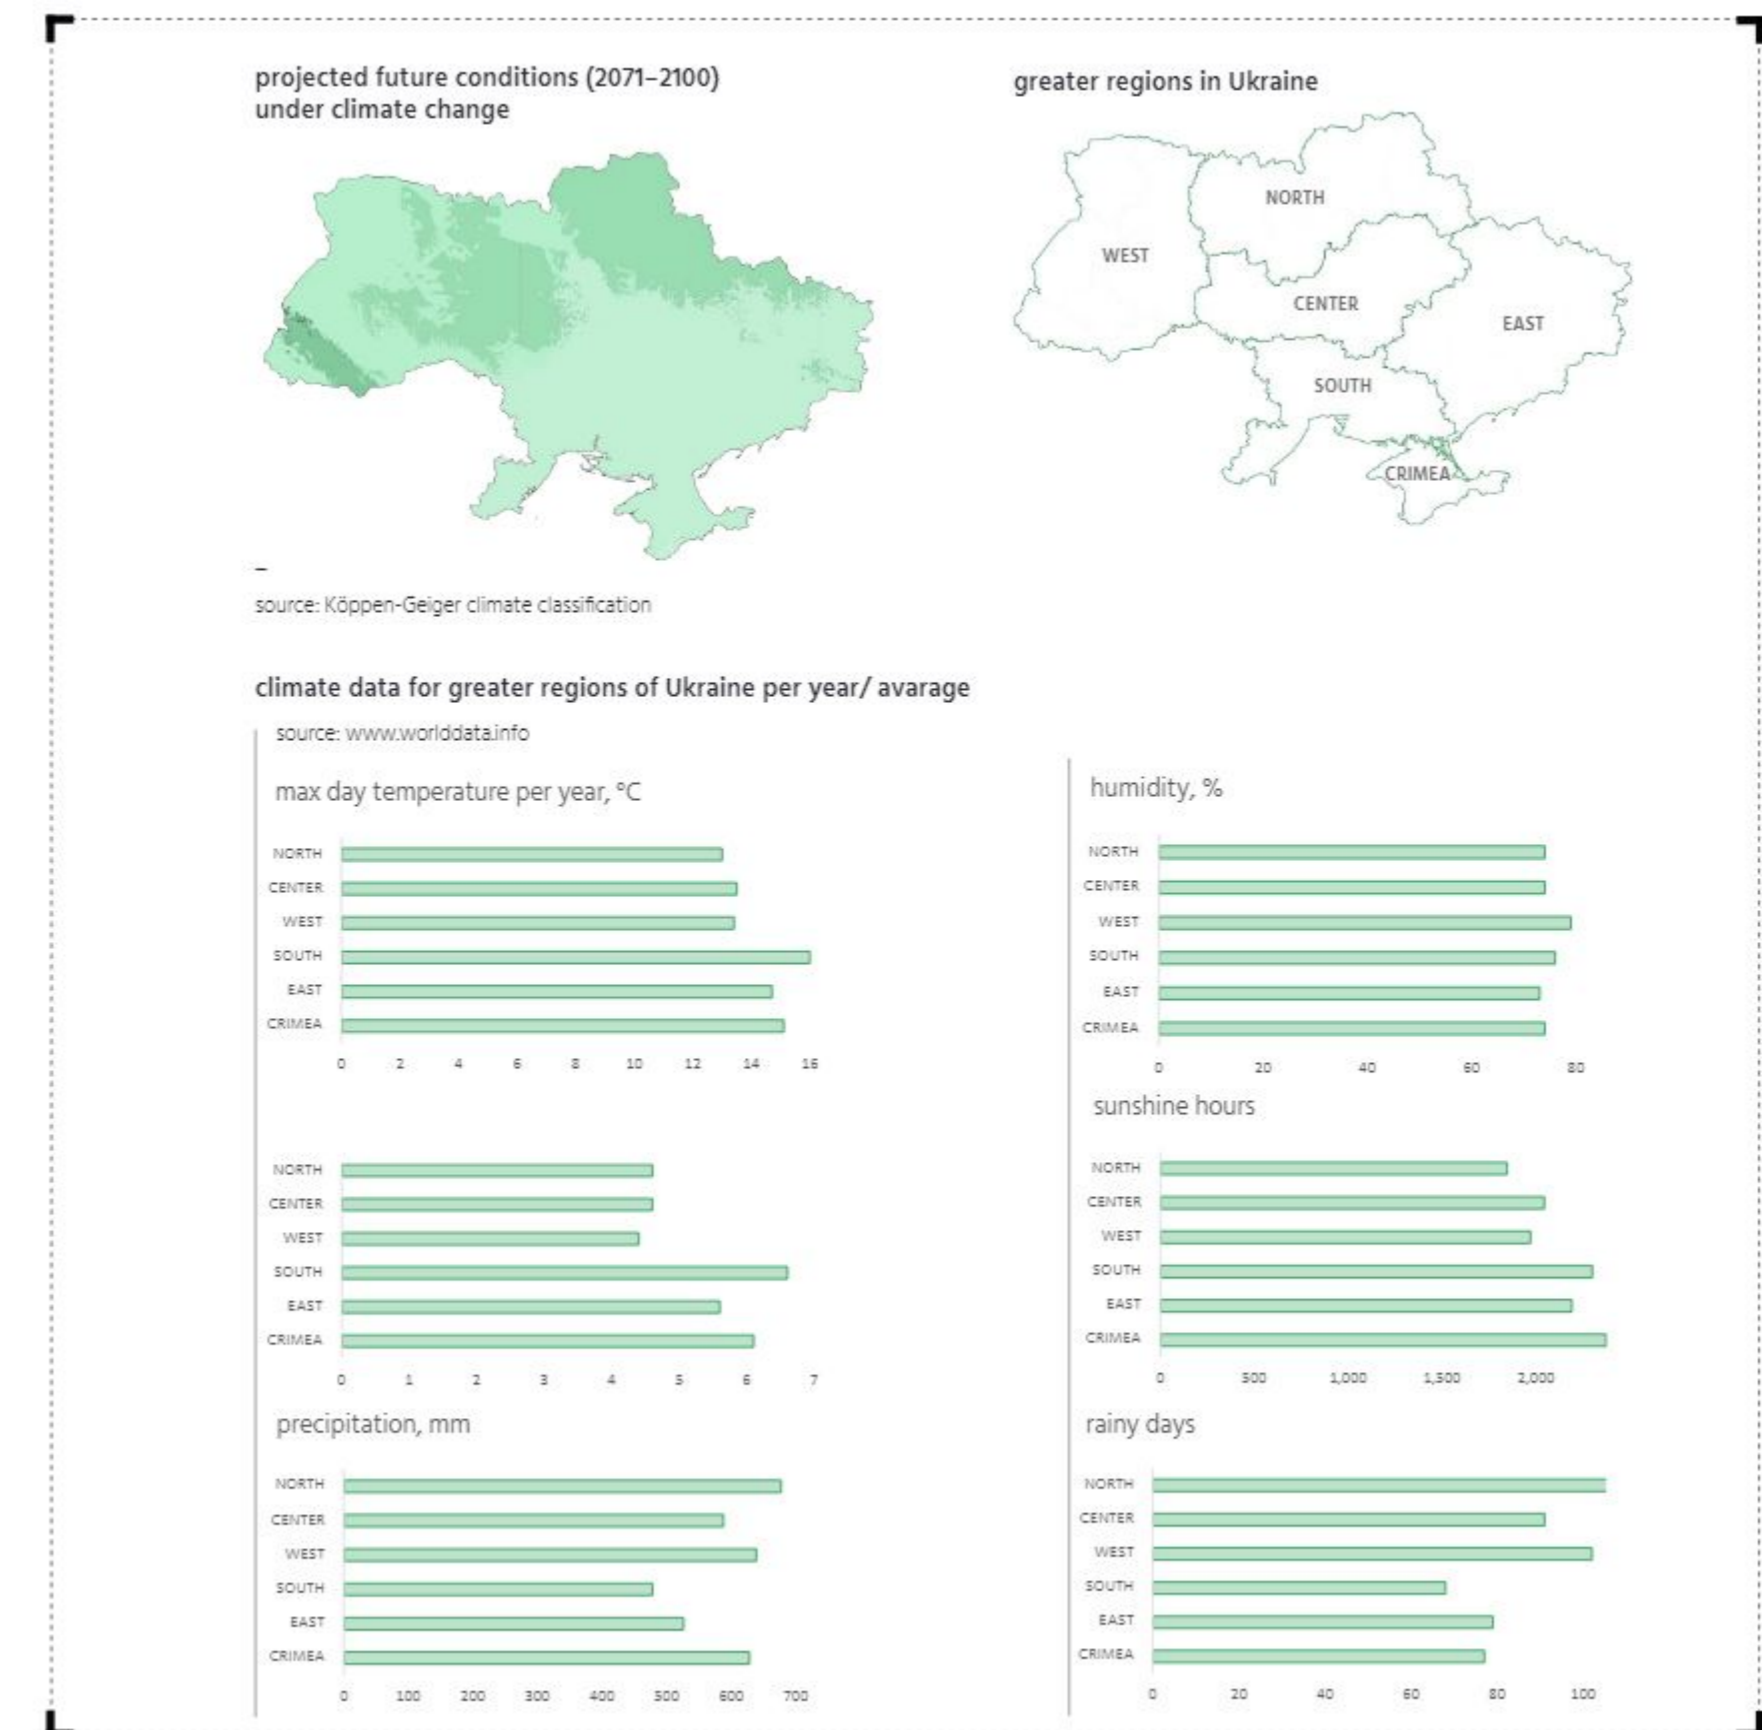 projected future conditions (2071–2100)
under climate change
greater regions in Ukraine
NORTH
WEST
CENTER
EAST
SOUTH
CRIMEA
–
source: Köppen-Geiger climate classification
climate data for greater regions of Ukraine per year/ avarage
source: www.worlddata.info
max day temperature per year, °C
NORTH
CENTER
WEST
SOUTH
EAST
CRIMEA
0 2 4 6 8 10 12 14 16
humidity, %
NORTH
CENTER
WEST
SOUTH
EAST
CRIMEA
0 20 40 60 80
NORTH
CENTER
WEST
SOUTH
EAST
CRIMEA
0 1 2 3 4 5 6 7
sunshine hours
NORTH
CENTER
WEST
SOUTH
EAST
CRIMEA
0 500 1,000 1,500 2,000
precipitation, mm
NORTH
CENTER
WEST
SOUTH
EAST
CRIMEA
0 100 200 300 400 500 600 700
rainy days
NORTH
CENTER
WEST
SOUTH
EAST
CRIMEA
0 20 40 60 80 100